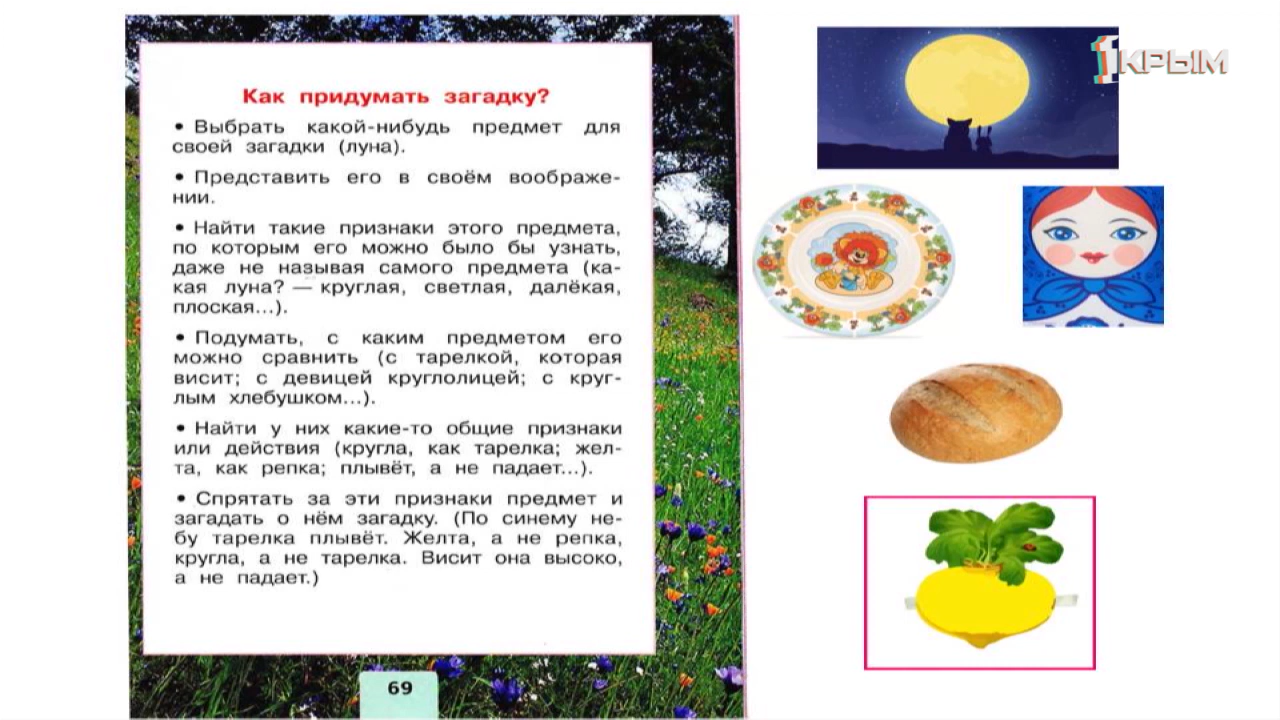 Как придумать загадку?
• Выбрать какой-нибудь предмет для
своей загадки (луна).
• Представить его в своём воображе-
нии.
• Найти такие признаки этого предмета,
по которым его можно было бы узнать,
даже не называя самого предмета (ка-
кая луна? — круглая, светлая, далёкая,
плоская...).
• Подумать, с каким предметом его
можно сравнить (с тарелкой, которая
висит; с девицей круглолицей; с круг-
лым хлебушком...).
• Найти у них какие-то общие признаки
или действия (кругла, как тарелка; жел-
та, как репка; плывёт, а не падает...).
• Спрятать за эти признаки предмет и
загадать о нём загадку. (По синему не-
бу тарелка плывёт. Желта, а не репка,
кругла, а не тарелка. Висит она высоко,
а не падает.)
69
1 КРЫМ